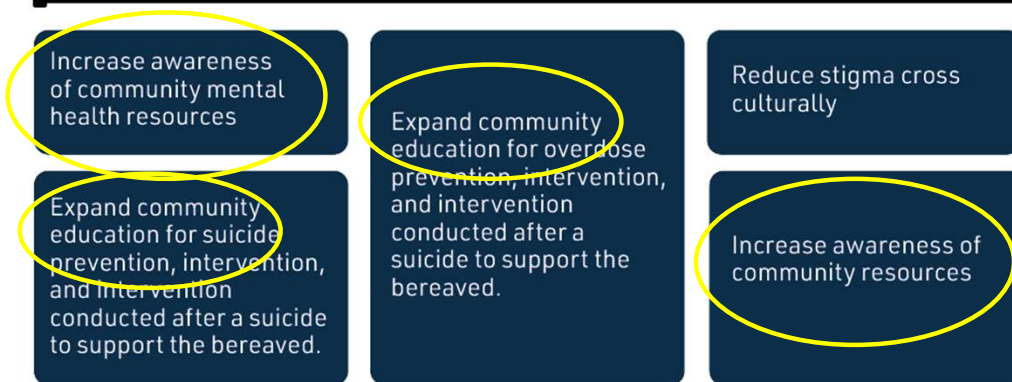 Increase awareness
of community mental
health resources
Expand community
education for suicide
prevention, intervention,
and intervention
conducted after a suicide
to support the bereaved.
Expand community
education for overdose
prevention, intervention,
and intervention
conducted after a
suicide to support the
bereaved.
Reduce stigma cross
culturally
Increase awareness of
community resources